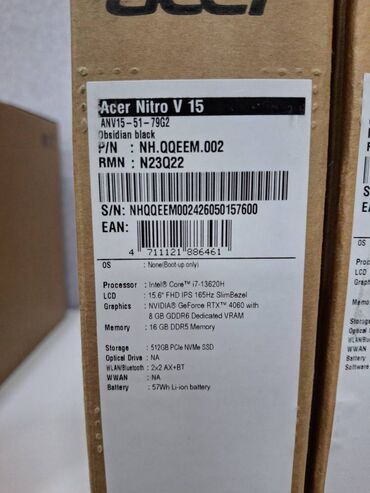 acer
Acer Nitro V 15
ANV15-51-79G2
Obsidian black
P/N : NH.QQEEM.002
RMN : N23Q22
S/N: NHQQEEM002426050157600
EAN:
4 711121 886461
OS : None(Boot-up only)
Processor : Intel® Core™ i7-13620H
LCD : 15.6" FHD IPS 165Hz SlimBezel
Graphics : NVIDIA® GeForce RTX™ 4060 with
8 GB GDDR6 Dedicated VRAM
Memory : 16 GB DDR5 Memory
Storage : 512GB PCIe NVMe SSD
Optical Drive : NA
WLAN/Bluetooth : 2x2 AX+BT
WWAN : NA
Battery : 57Wh Li-ion battery